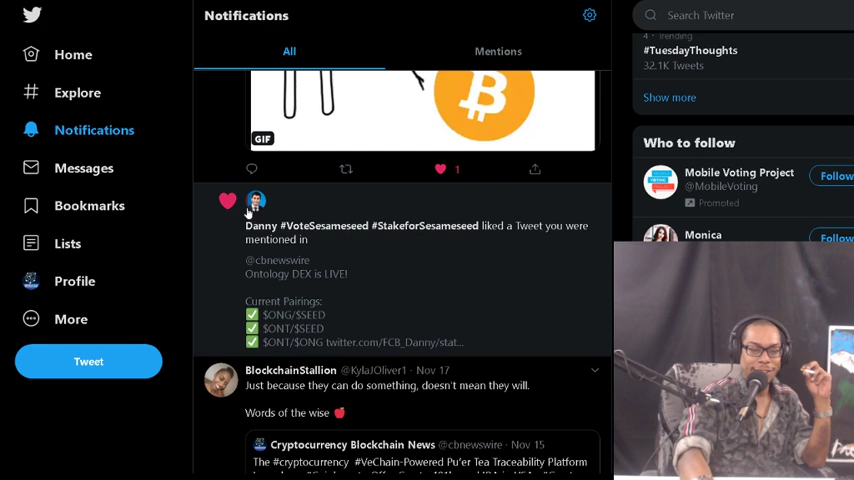 Home
Explore
Notifications
Messages
Bookmarks
Lists
Profile
More
Tweet
Notifications
All
Mentions
GIF
1
Danny #VoteSesameseed #StakeforSesameseed liked a Tweet you were
mentioned in
@cbnewswire
Ontology DEX is LIVE!
Current Pairings:
✅ $ONG/$SEED
✅ $ONT/$SEED
✅ $ONT/$ONG twitter.com/FCB_Danny/stat...
BlockchainStallion @KylaJOliver1 · Nov 17
Just because they can do something, doesn't mean they will.
Words of the wise 🍎
Cryptocurrency Blockchain News @cbnewswire · Nov 15
The #cryptocurrency #VeChain-Powered Pu'er Tea Traceability Platform
Search Twitter
4 · Trending
#TuesdayThoughts
32.1K Tweets
Show more
Who to follow
Mobile Voting Project
@MobileVoting
Follow
Promoted
Monica
Follow